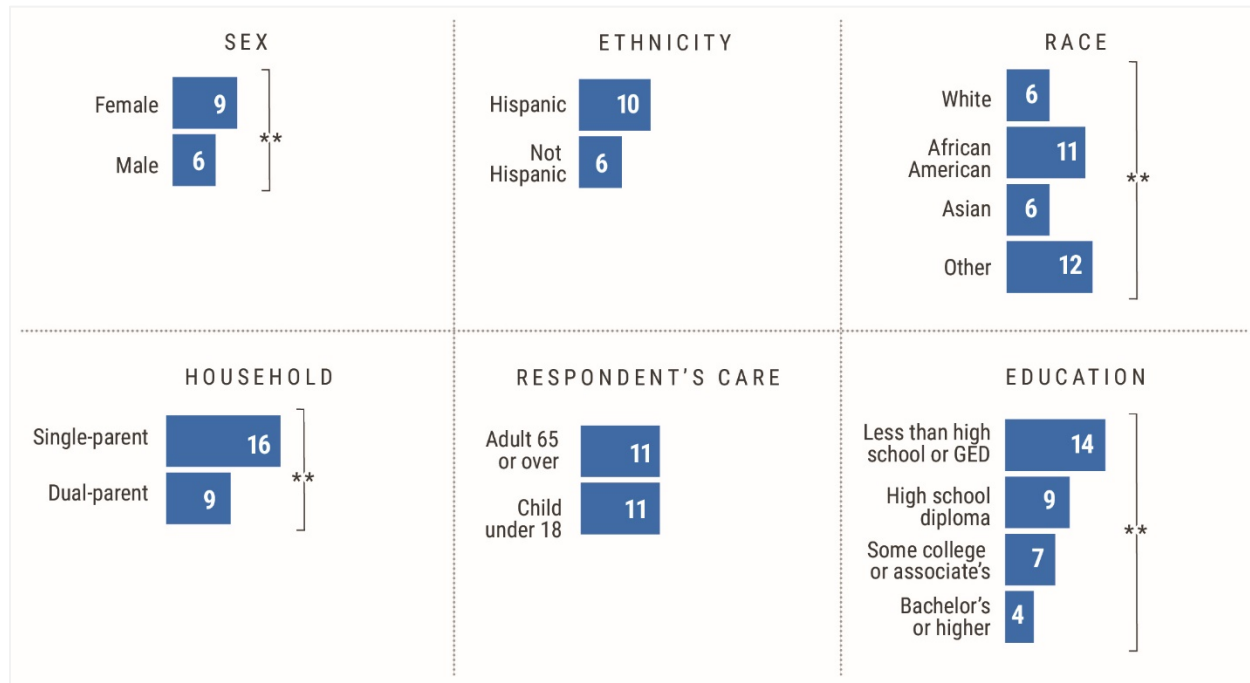 SEX
Female
9
Male
6
**
ETHNICITY
Hispanic
10
Not
Hispanic
6
RACE
White
6
African
American
11
Asian
6
Other
12
**
HOUSEHOLD
Single-parent
16
Dual-parent
9
**
RESPONDENT'S CARE
Adult 65
or over
11
Child
under 18
11
EDUCATION
Less than high
school or GED
14
High school
diploma
9
Some college
or associate's
7
Bachelor's
or higher
4
**